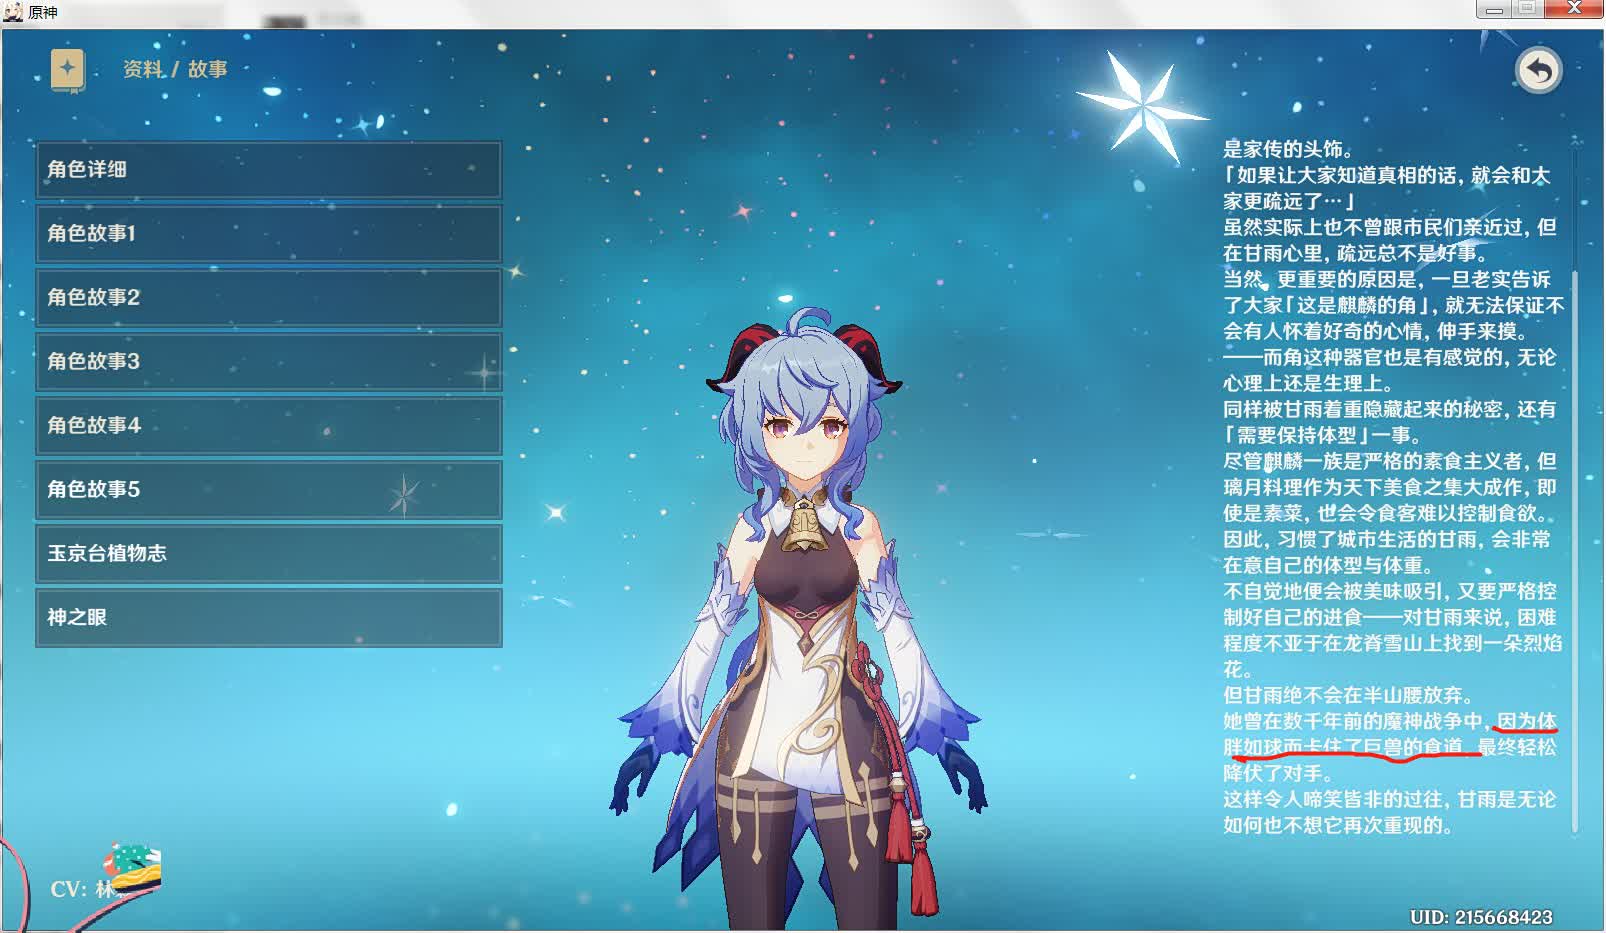 原神
资料 / 故事
角色详细
角色故事1
角色故事2
角色故事3
角色故事4
角色故事5
玉京台植物志
神之眼
CV: 林
是家传的头饰。
「如果让大家知道真相的话, 就会和大
家更疏远了…」
虽然实际上也不曾跟市民们亲近过, 但
在甘雨心里, 疏远总不是好事。
当然, 更重要的原因是, 一旦老实告诉
了大家「这是麒麟的角」, 就无法保证不
会有人怀着好奇的心情, 伸手来摸。
——而角这种器官也是有感觉的, 无论
心理上还是生理上。
同样被甘雨着重隐藏起来的秘密, 还有
「需要保持体型」一事。
尽管麒麟一族是严格的素食主义者, 但
璃月料理作为天下美食之集大成作, 即
使是素菜, 也会令食客难以控制食欲。
因此, 习惯了城市生活的甘雨, 会非常
在意自己的体型与体重。
不自觉地便会被美味吸引, 又要严格控
制好自己的进食——对甘雨来说, 困难
程度不亚于在龙脊雪山上找到一朵烈焰
花。
但甘雨绝不会在半山腰放弃。
她曾在数千年前的魔神战争中, 因为体
胖如球而卡住了巨兽的食道, 最终轻松
降伏了对手。
这样令人啼笑皆非的过往, 甘雨是无论
如何也不想它再次重现的。
UID: 215668423